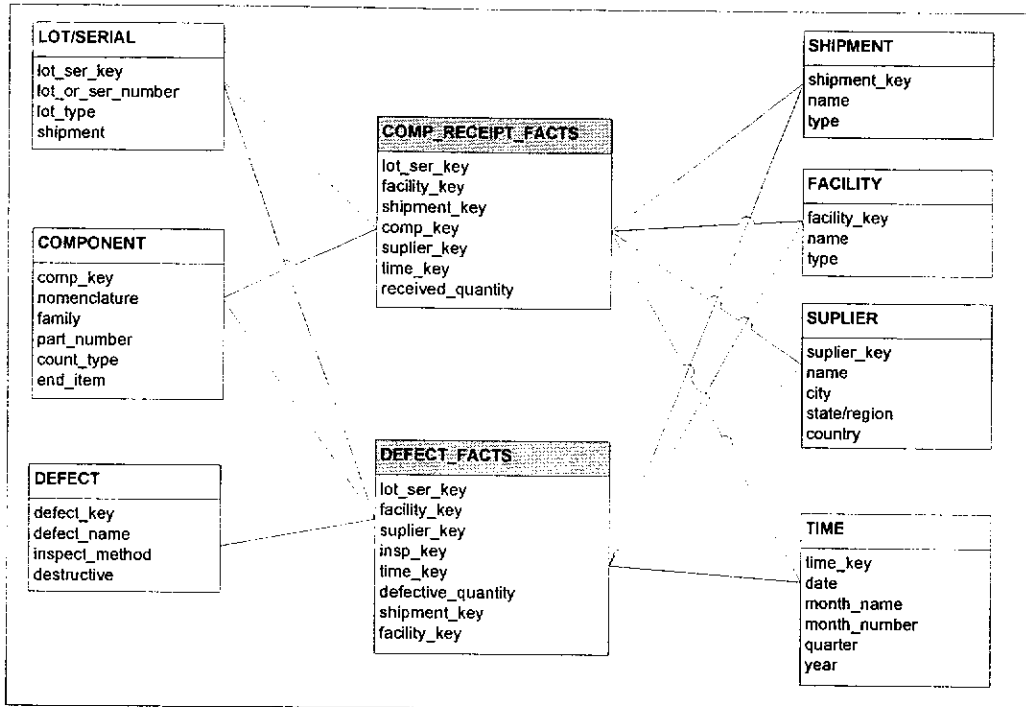 LOT/SERIAL
lot_ser_key
lot_or_ser_number
lot_type
shipment
COMPONENT
comp_key
nomenclature
family
part_number
count_type
end_item
DEFECT
defect_key
defect_name
inspect_method
destructive
COMP_RECEIPT_FACTS
lot_ser_key
facility_key
shipment_key
comp_key
suplier_key
time_key
received_quantity
DEFECT_FACTS
lot_ser_key
facility_key
suplier_key
insp_key
time_key
defective_quantity
shipment_key
facility_key
SHIPMENT
shipment_key
name
type
FACILITY
facility_key
name
type
SUPLIER
suplier_key
name
city
state/region
country
TIME
time_key
date
month_name
month_number
quarter
year